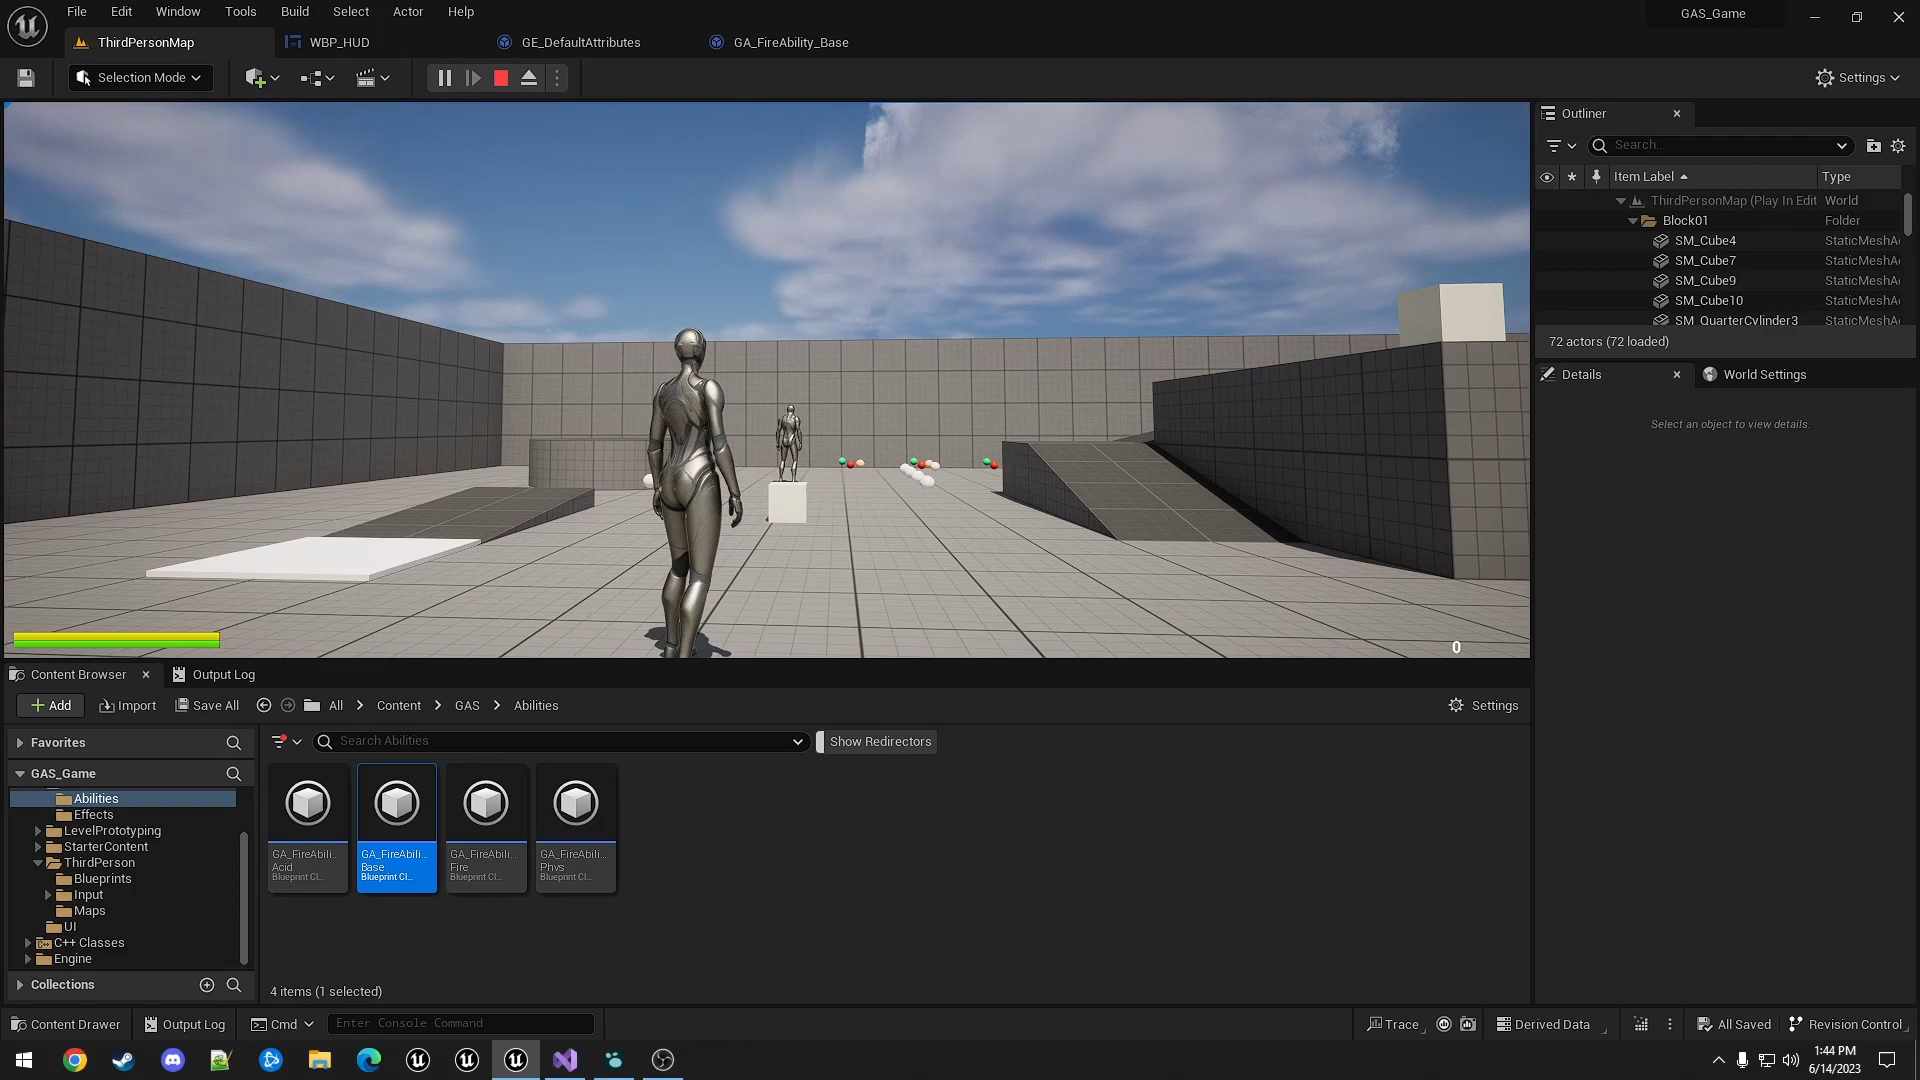 File Edit Window Tools Build Select Actor Help
GAS_Game
ThirdPersonMap
WBP_HUD
GE_DefaultAttributes
GA_FireAbility_Base
Selection Mode
Settings
Outliner
Search...
Item Label
Type
ThirdPersonMap (Play In Edit
World
Block01
Folder
SM_Cube4
StaticMeshA
SM_Cube7
StaticMeshA
SM_Cube9
StaticMeshA
SM_Cube10
StaticMeshA
SM_QuarterCylinder3
StaticMeshA
72 actors (72 loaded)
Details
World Settings
Select an object to view details.
0
Content Browser
Output Log
Add
Import
Save All
All
Content
GAS
Abilities
Settings
Favorites
Search Abilities
Show Redirectors
GAS_Game
Abilities
Effects
LevelPrototyping
StarterContent
ThirdPerson
Blueprints
Input
Maps
UI
C++ Classes
Engine
Collections
GA_FireAbili...
Acid
Blueprint Cl...
GA_FireAbili...
Base
Blueprint Cl...
GA_FireAbili...
Fire
Blueprint Cl...
GA_FireAbili...
Phys
Blueprint Cl...
4 items (1 selected)
Content Drawer
Output Log
Cmd
Enter Console Command
Trace
Derived Data
All Saved
Revision Control
1:44 PM
6/14/2023